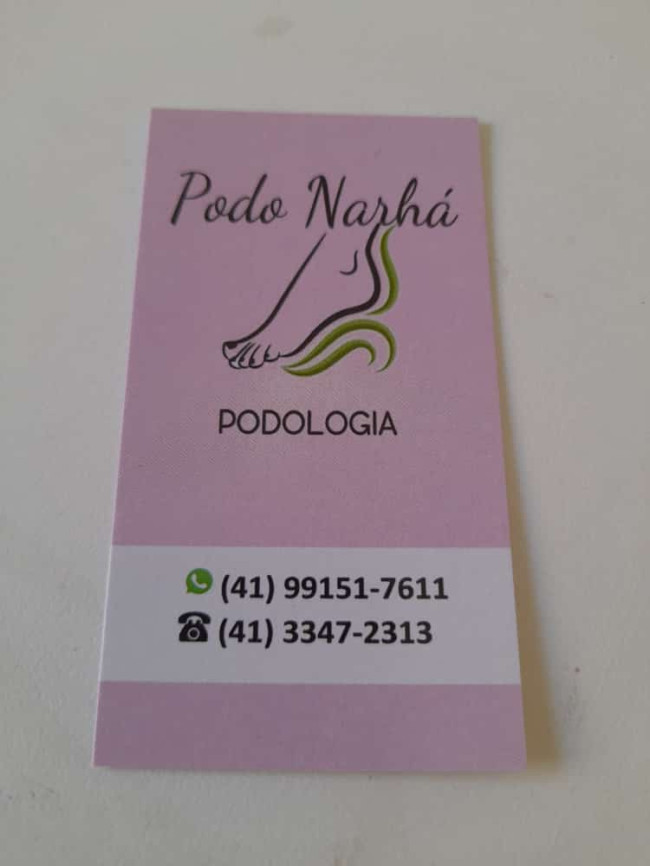 Podo Narhá
PODOLOGIA
(41) 99151-7611
(41) 3347-2313